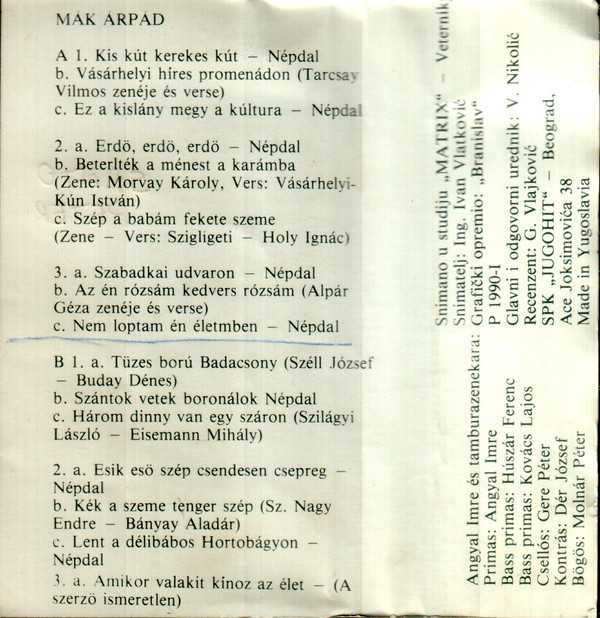 MÁK ÁRPÁD
A 1. Kis kút kerekes kút – Népdal
b. Vásárhelyi híres promenádon (Tarcsay
Vilmos zenéje és verse)
c. Ez a kislány megy a kúltura – Népdal
2. a. Erdö, erdö, erdö – Népdal
b. Beterlték a ménest a karámba
(Zene: Morvay Károly, Vers: Vásárhelyi-
Kún István)
c. Szép a babám fekete szeme
(Zene – Vers: Szigligeti – Holy Ignác)
3. a. Szabadkai udvaron – Népdal
b. Az én rózsám kedvers rózsám (Alpár
Géza zenéje és verse)
c. Nem loptam én életmben – Népdal
B 1. a. Tüzes ború Badacsony (Széll József
– Buday Dénes)
b. Szántok vetek boronálok Népdal
c. Három dinny van egy száron (Szilágyi
László – Eisemann Mihály)
2. a. Esik esö szép csendesen csepreg –
Népdal
b. Kék a szeme tenger szép (Sz. Nagy
Endre – Bányay Aladár)
c. Lent a délibábos Hortobágyon –
Népdal
3. a. Amikor valakit kinoz az élet – (A
szerzö ismeretlen)
Angyal Imre és tamburazenekara:
Primas: Angyal Imre
Bass primas: Húszár Ferenc
Bass primas: Kovács Lajos
Csellós: Gere Péter
Kontrás: Dér József
Bögös: Molnár Péter
Snimano u studiju „MATRIX“ – Veternik
Snimatelj: Ing. Ivan Vlatković
Grafički opremio: „Branislav“
P 1990-I
Glavni i odgovorni urednik: V. Nikolić
Recenzent: G. Vlajković
SPK „JUGOHIT“ – Beograd,
Ace Joksimovića 38
Made in Yugoslavia